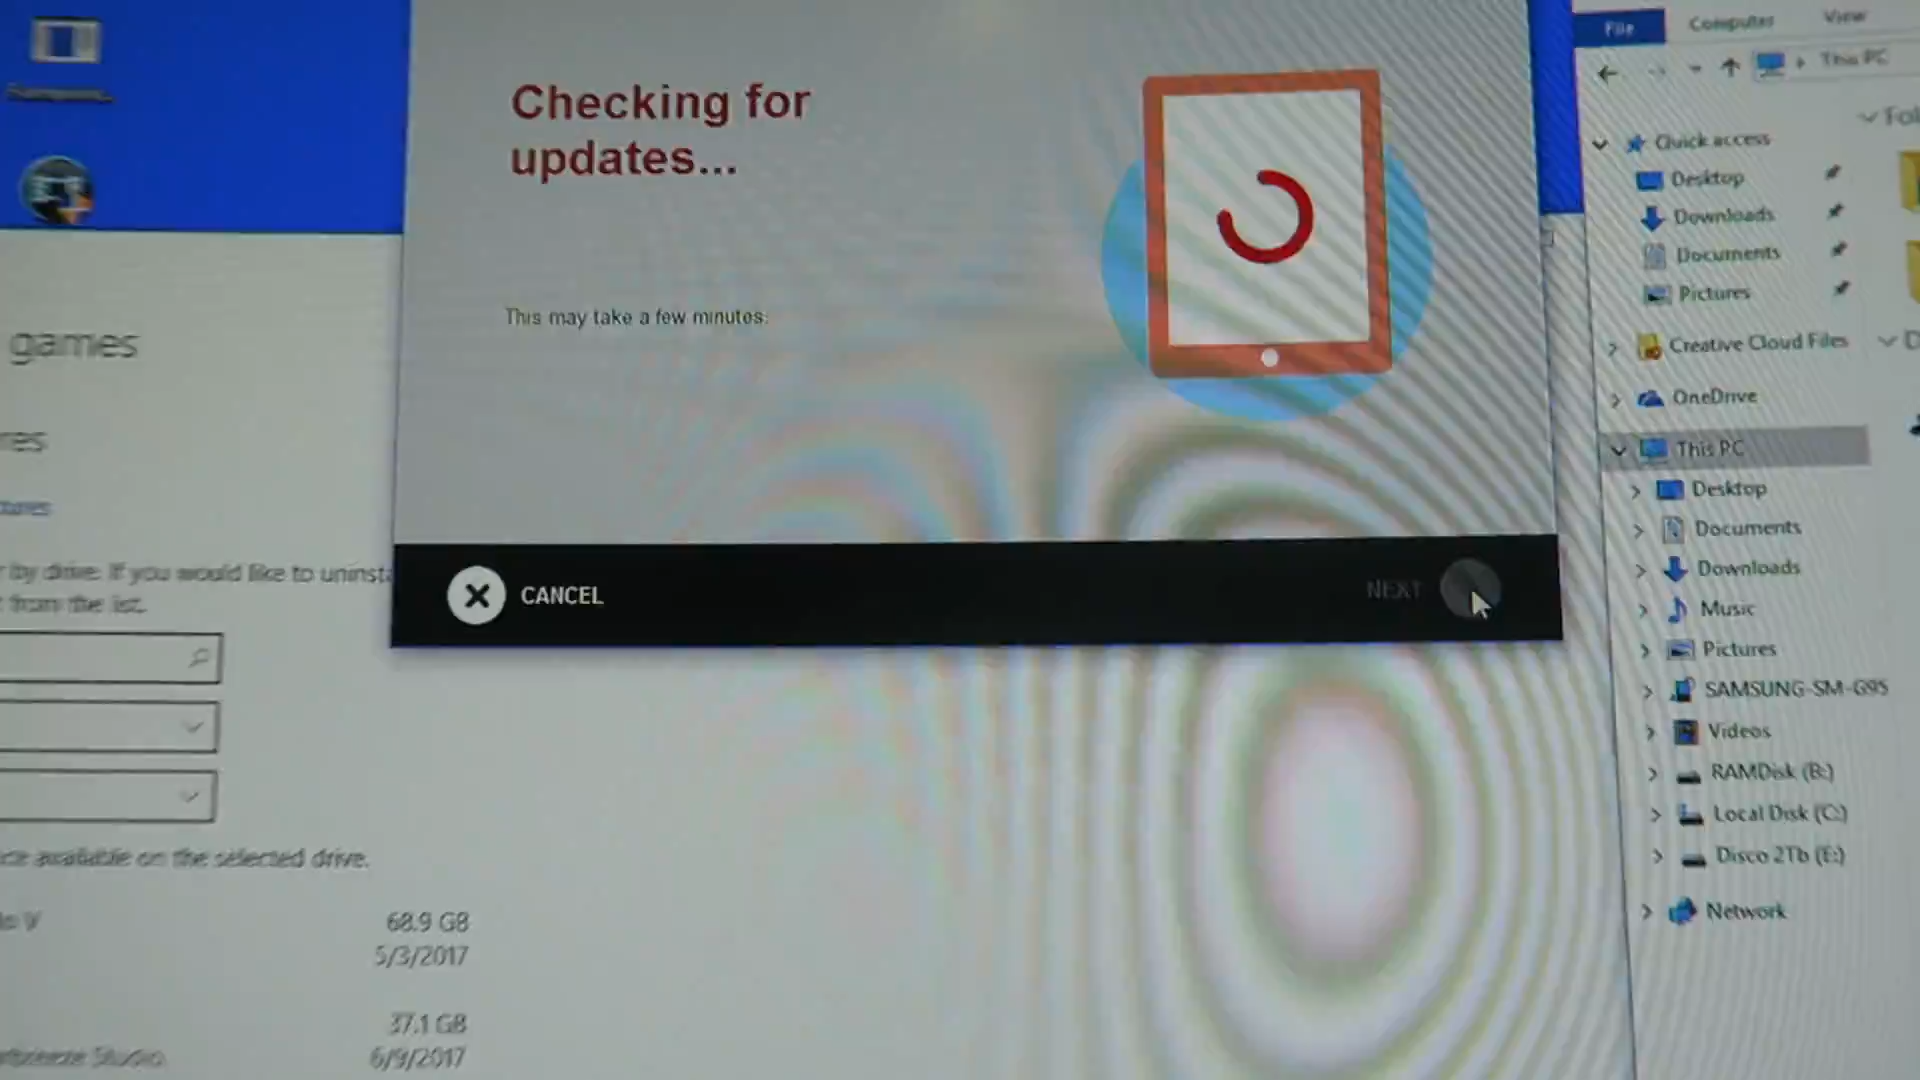 Checking for
updates...
This may take a few minutes.
CANCEL
NEXT
games
by drive. If you would like to
from the list.
available on the selected drive.
V
68.9 GB
5/3/2017
37.1 GB
Studio
6/9/2017
File
Computer
View
This PC
Quick access
Desktop
Downloads
Documents
Pictures
Creative Cloud Files
OneDrive
This PC
Desktop
Documents
Downloads
Music
Pictures
SAMSUNG-SM-G95
Videos
RAMDisk (B:)
Local Disk (C:)
Disco 2Tb (E:)
Network